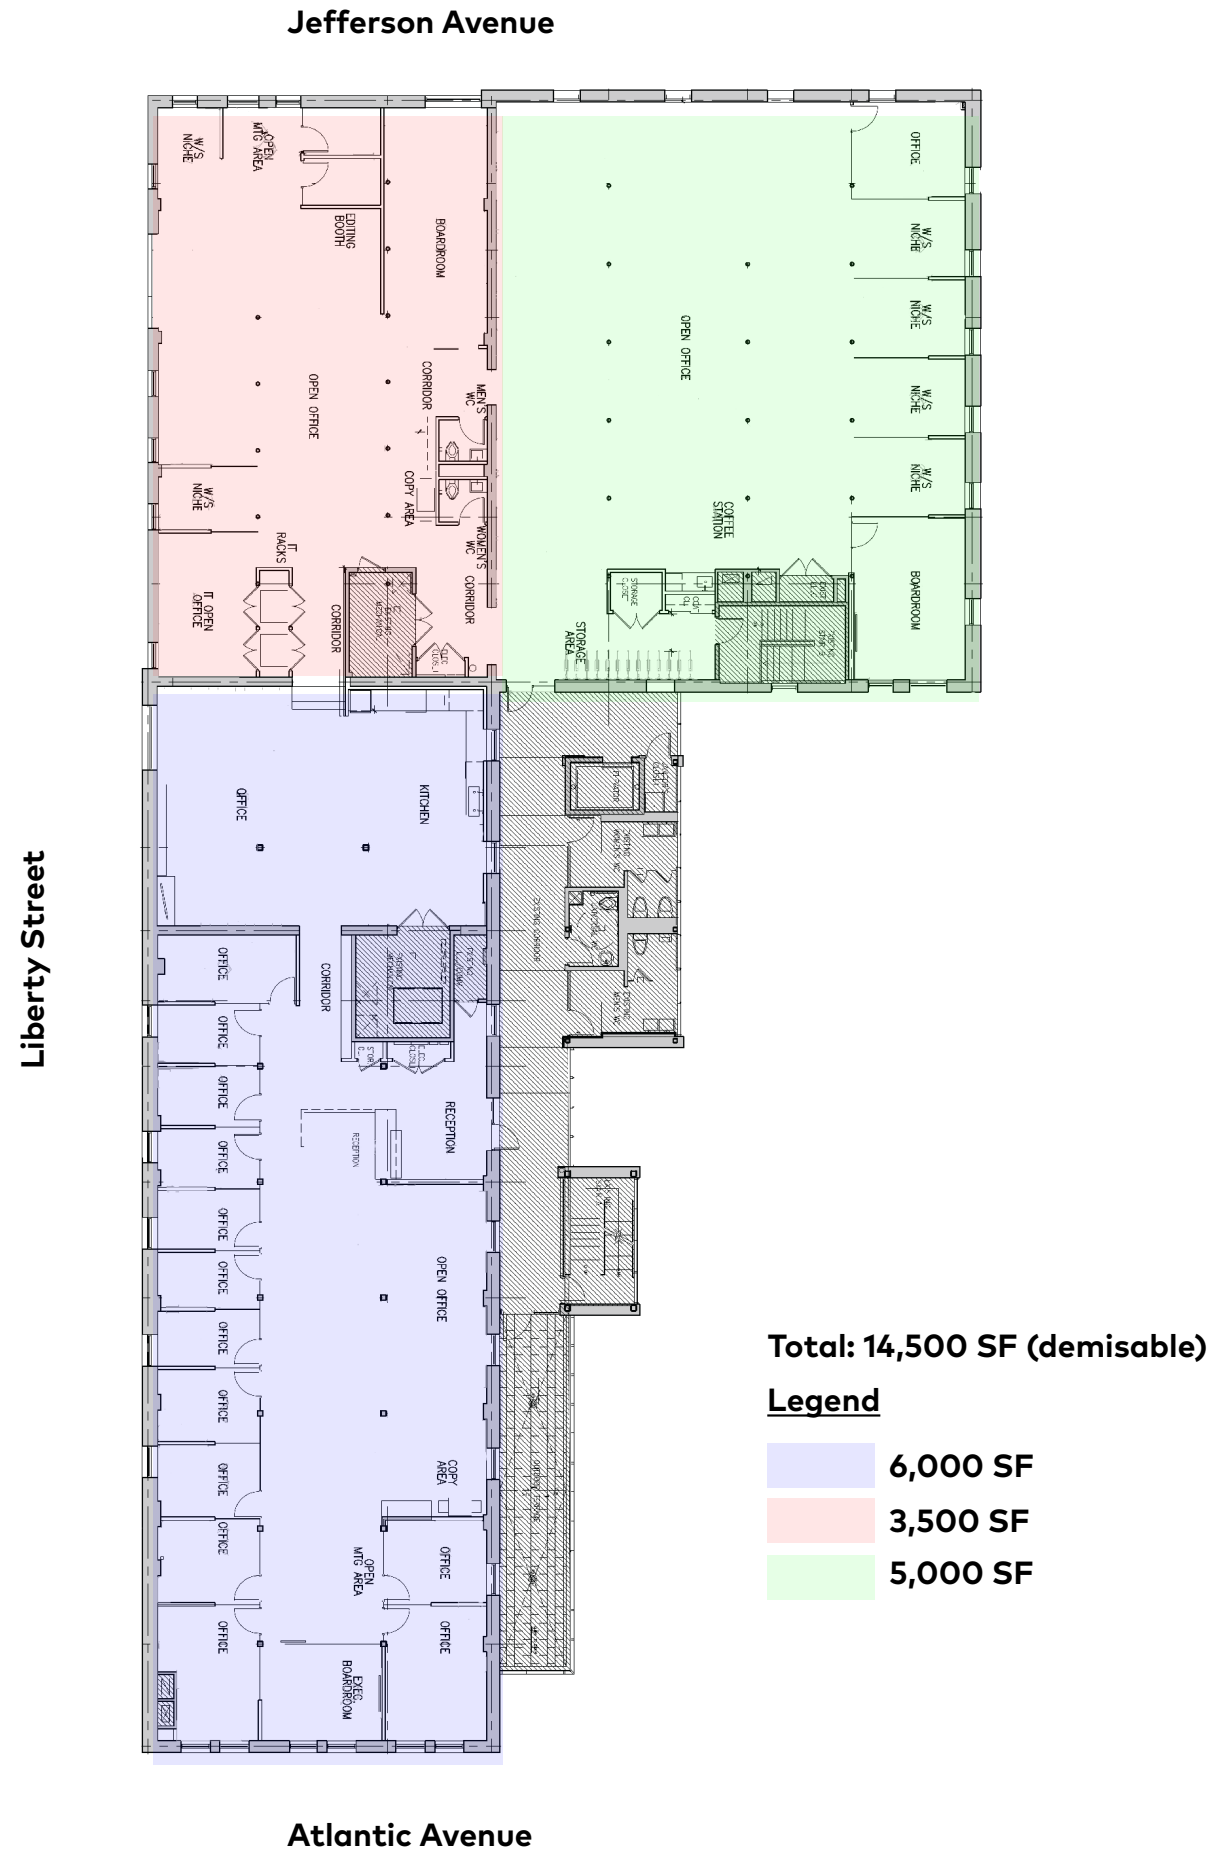 Jefferson Avenue
W/S
NICHE
OPEN
MTG AREA
EDITING
BOOTH
BOARDROOM
OPEN OFFICE
CORRIDOR
MEN'S
WC
COPY AREA
WOMEN'S
WC
W/S
NICHE
IT
RACKS
IT OPEN
OFFICE
CORRIDOR
CORRIDOR
OFFICE
W/S
NICHE
W/S
NICHE
W/S
NICHE
W/S
NICHE
OPEN OFFICE
COFFEE
STATION
BOARDROOM
STORAGE
AREA
STORAGE
OFFICE
KITCHEN
EXISTING CORRIDOR
Liberty Street
OFFICE
CORRIDOR
OFFICE
OFFICE
OFFICE
RECEPTION
RECEPTION
OFFICE
OFFICE
OPEN OFFICE
OFFICE
OFFICE
OFFICE
COPY
AREA
OFFICE
OPEN
MTG AREA
OFFICE
OFFICE
EXEC.
BOARDROOM
OFFICE
Total: 14,500 SF (demisable)
Legend
6,000 SF
3,500 SF
5,000 SF
Atlantic Avenue